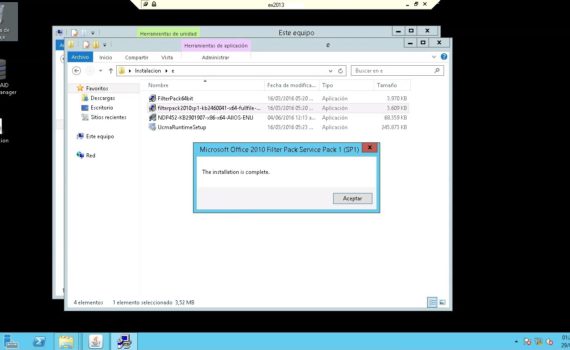 ex2013
Herramientas de unidad
Este equipo
Herramientas de aplicación
e
Archivo Inicio Compartir Vista Administrar
Instalacion e
Buscar en e
Nombre Fecha de modifica... Tipo Tamaño
Favoritos
Descargas
Escritorio
Sitios recientes
Este equipo
Red
FilterPack64bit 16/05/2016 05:20 ... Aplicación 3.970 KB
filterpack2010sp1-kb2460041-x64-fullfile-... 16/05/2016 05:20 ... Aplicación 3.609 KB
NDP452-KB2901907-x86-x64-AllOS-ENU 04/06/2016 12:13 a... Aplicación 68.359 KB
UcmaRuntimeSetup 16/05/2016 05:23 ... Aplicación 245.875 KB
Microsoft Office 2010 Filter Pack Service Pack 1 (SP1)
The installation is complete.
Aceptar
4 elementos 1 elemento seleccionado 3,52 MB